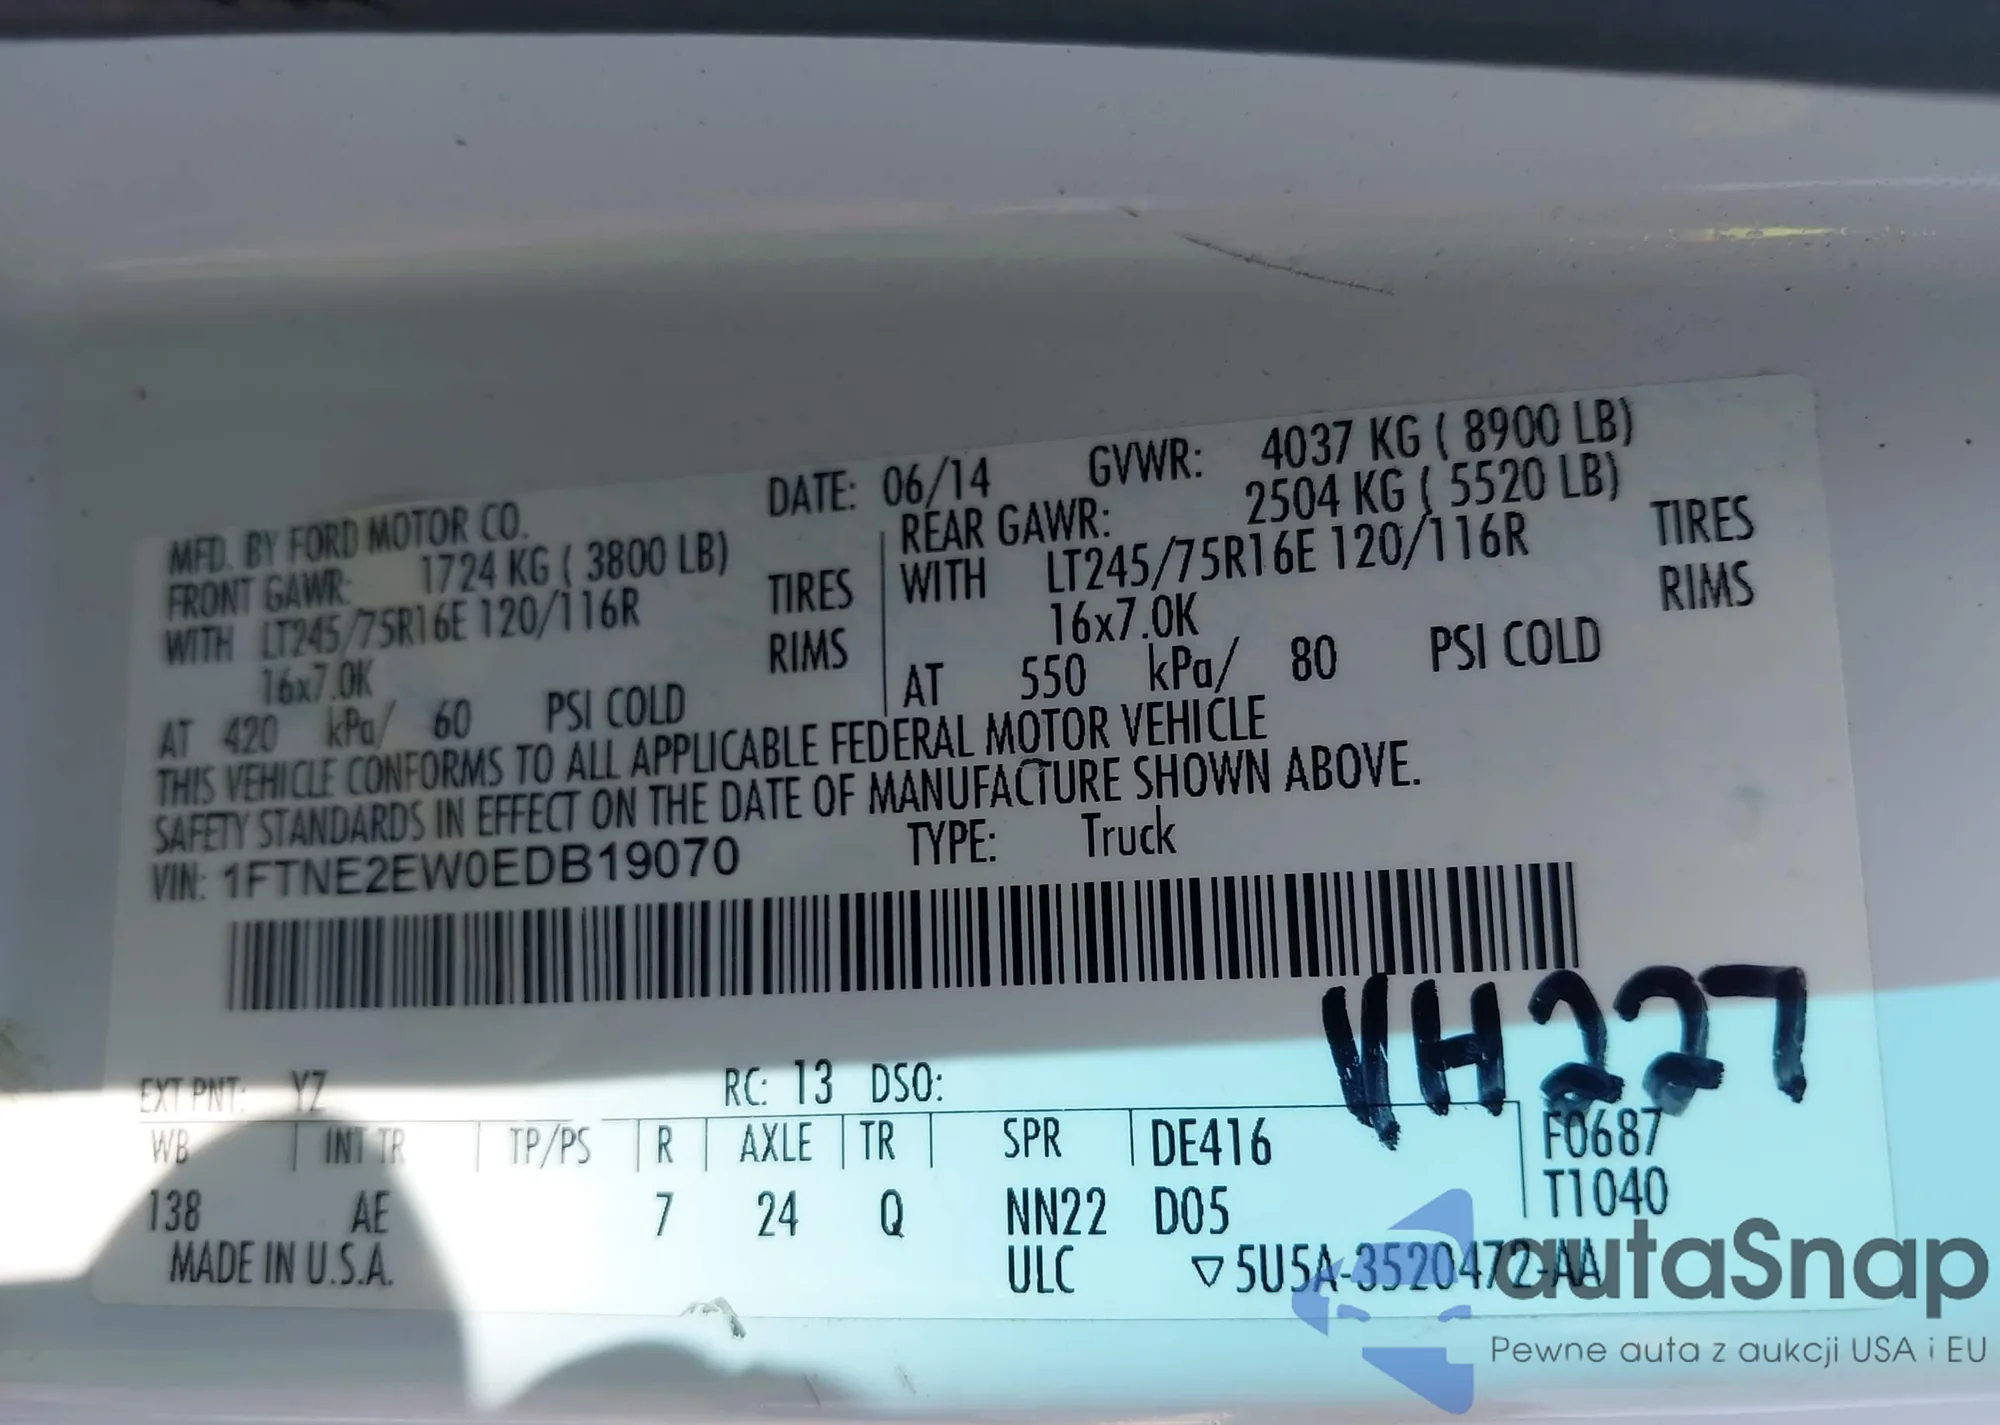 MFD. BY FORD MOTOR CO. DATE: 06/14 GVWR: 4037 KG ( 8900 LB)
FRONT GAWR: 1724 KG ( 3800 LB) REAR GAWR: 2504 KG ( 5520 LB)
WITH LT245/75R16E 120/116R TIRES WITH LT245/75R16E 120/116R TIRES
16x7.0K RIMS 16x7.0K RIMS
AT 420 kPa/ 60 PSI COLD AT 550 kPa/ 80 PSI COLD
THIS VEHICLE CONFORMS TO ALL APPLICABLE FEDERAL MOTOR VEHICLE
SAFETY STANDARDS IN EFFECT ON THE DATE OF MANUFACTURE SHOWN ABOVE.
VIN: 1FTNE2EW0EDB19070 TYPE: Truck
VH227
EXT PNT: YZ RC: 13 DSO:
WB INT TR TP/PS R AXLE TR SPR DE416 F0687
138 AE 7 24 Q NN22 D05 T1040
MADE IN U.S.A. ULC ▽5U5A-3520472-AA
autaSnap
Pewne auta z aukcji USA i EU